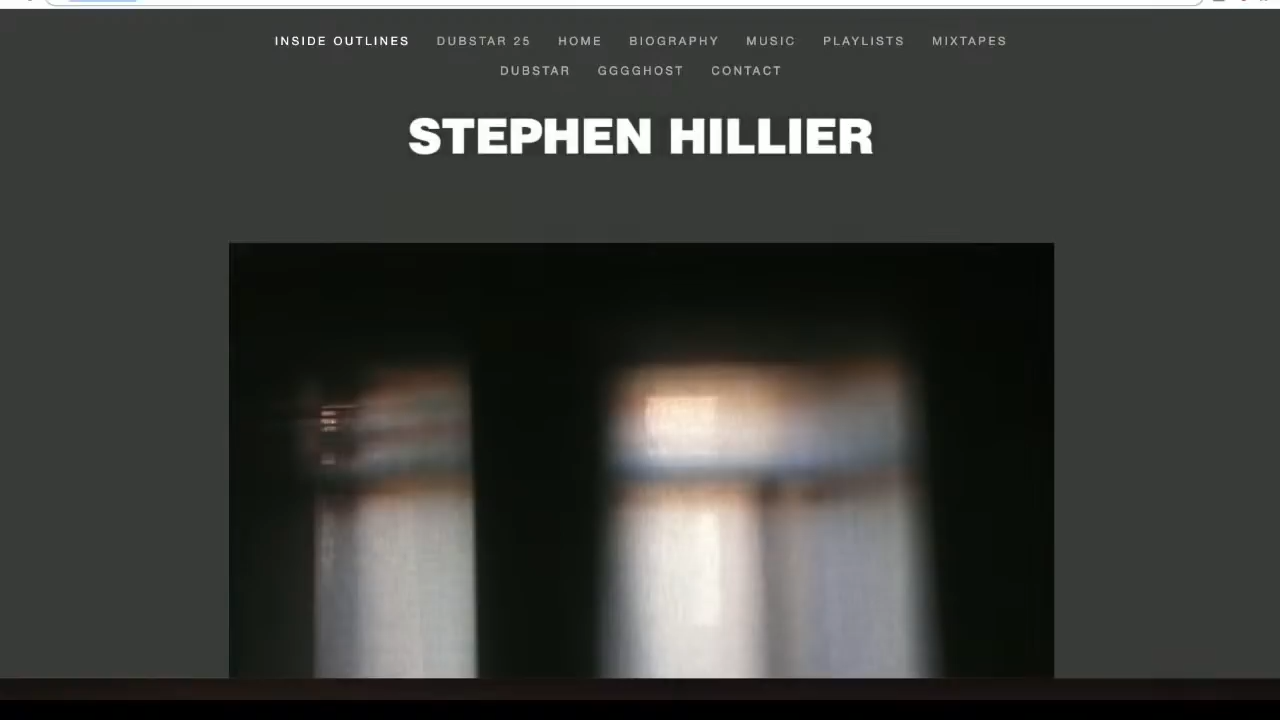 INSIDE OUTLINES DUBSTAR 25 HOME BIOGRAPHY MUSIC PLAYLISTS MIXTAPES
DUBSTAR GGGGHOST CONTACT
STEPHEN HILLIER